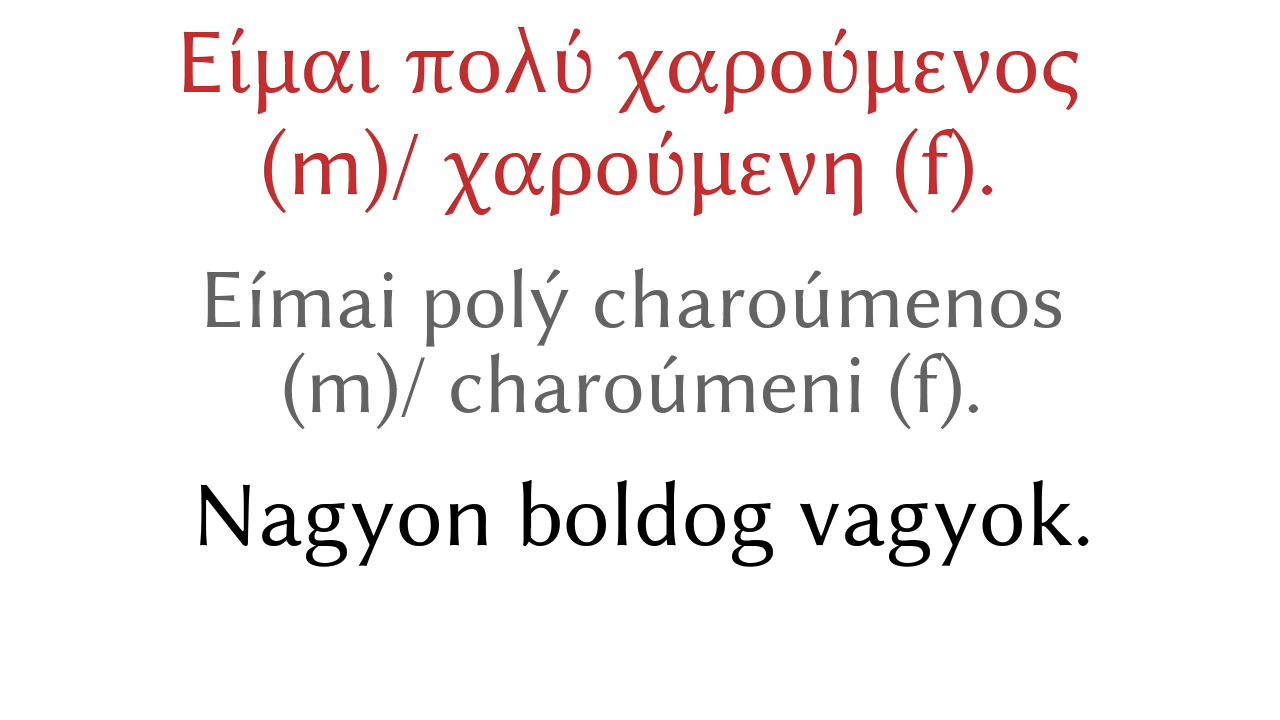 Είμαι πολύ χαρούμενος
(m)/ χαρούμενη (f).
Eímai polý charoúmenos
(m)/ charoúmeni (f).
Nagyon boldog vagyok.